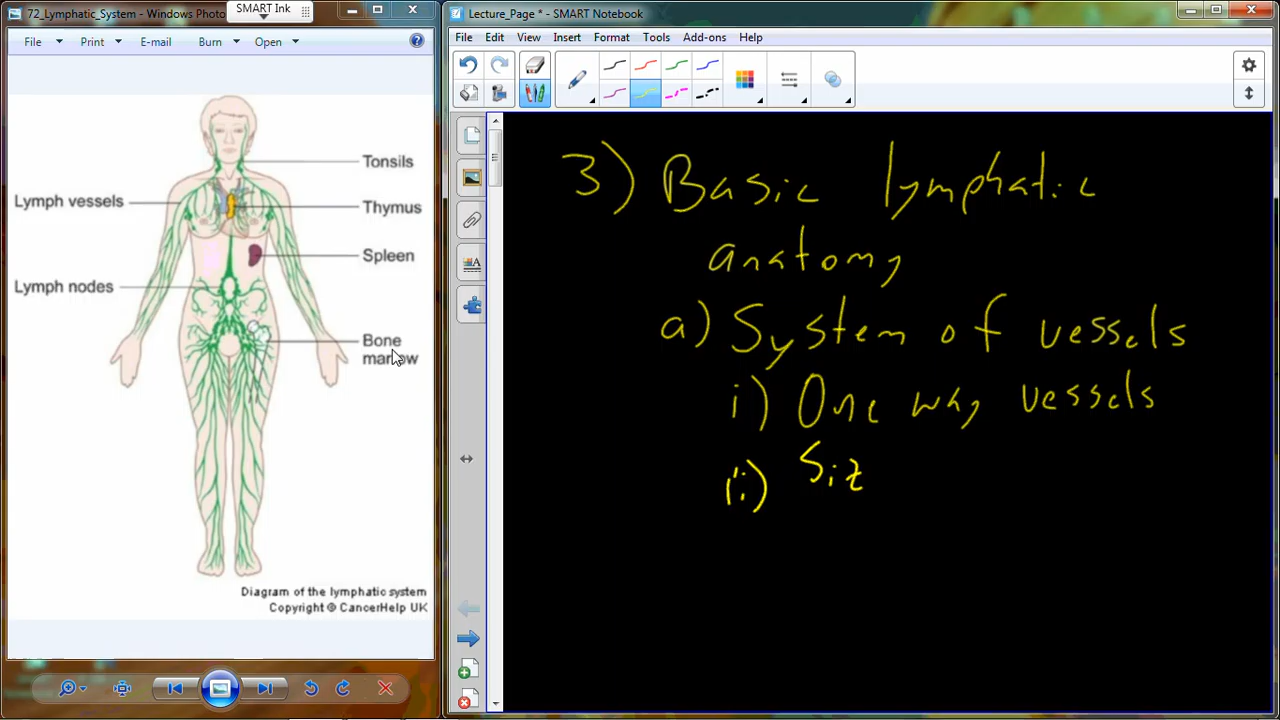 72_Lymphatic_System - Windows Photo
SMART Ink
File Print E-mail Burn Open
Tonsils
Lymph vessels
Thymus
Spleen
Lymph nodes
Bone
marrow
Diagram of the lymphatic system
Copyright © CancerHelp UK
Lecture_Page * - SMART Notebook
File Edit View Insert Format Tools Add-ons Help
3) Basic lymphatic
anatomy
a) System of vessels
i) One way vessels
ii) Siz